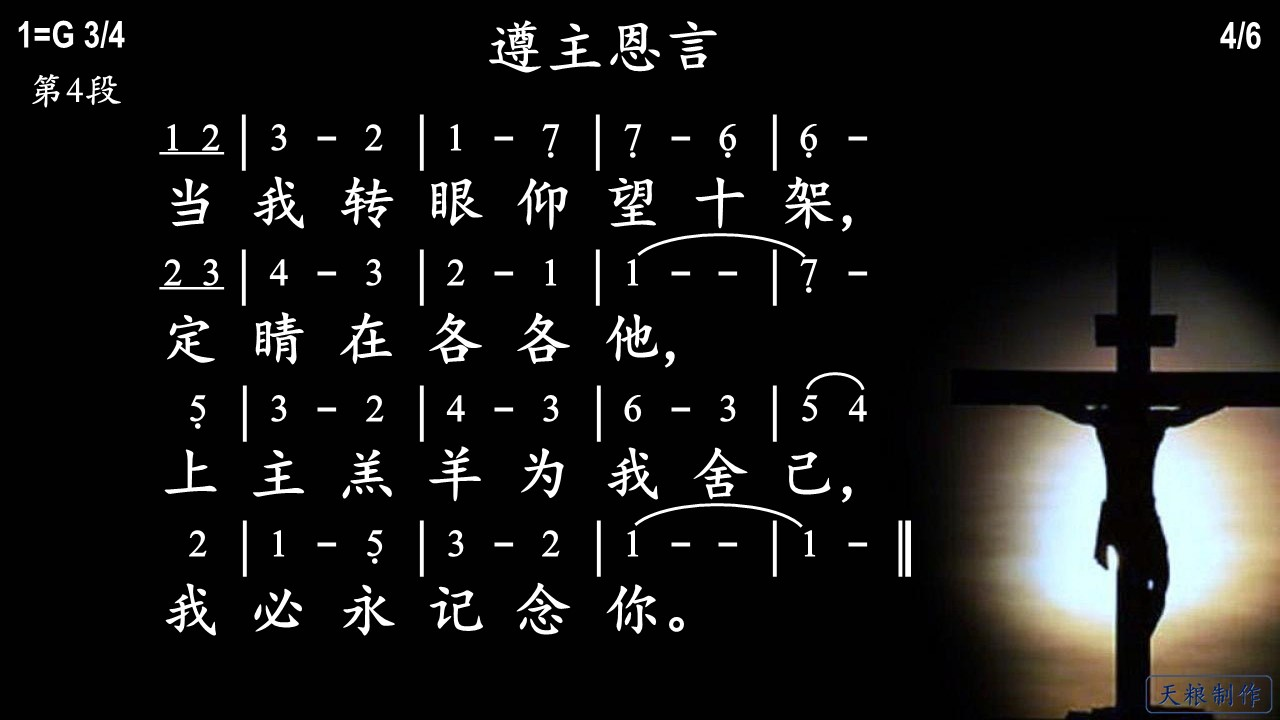 1=G 3/4
遵主恩言
4/6
第4段
1 2 | 3 - 2 | 1 - 7̣ | 7̣ - 6̣ | 6̣ -
当我转眼仰望十架，
2 3 | 4 - 3 | 2 - 1 | 1 - - | 7̣ -
定睛在各各他，
5̣ | 3 - 2 | 4 - 3 | 6 - 3 | 5 4
上主羔羊为我舍己，
2 | 1 - 5̣ | 3 - 2 | 1 - - | 1 - ‖
我必永记念你。
天粮制作